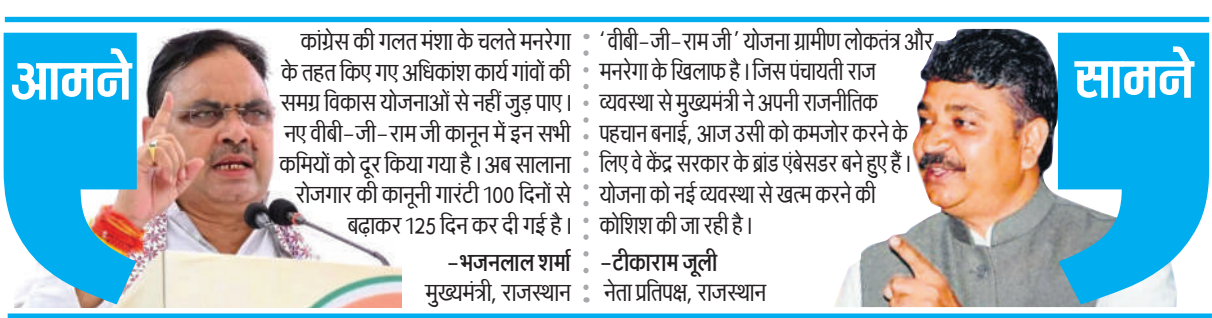 आमने
कांग्रेस की गलत मंशा के चलते मनरेगा
के तहत किए गए अधिकांश कार्य गांवों की
समग्र विकास योजनाओं से नहीं जुड़ पाए।
नए वीबी-जी-राम जी कानून में इन सभी
कमियों को दूर किया गया है। अब सालाना
रोजगार की कानूनी गारंटी 100 दिनों से
बढ़ाकर 125 दिन कर दी गई है।
-भजनलाल शर्मा
मुख्यमंत्री, राजस्थान
'वीबी-जी-राम जी' योजना ग्रामीण लोकतंत्र और
मनरेगा के खिलाफ है। जिस पंचायती राज
व्यवस्था से मुख्यमंत्री ने अपनी राजनीतिक
पहचान बनाई, आज उसी को कमजोर करने के
लिए वे केंद्र सरकार के ब्रांड एंबेसडर बने हुए हैं।
योजना को नई व्यवस्था से खत्म करने की
कोशिश की जा रही है।
-टीकाराम जूली
नेता प्रतिपक्ष, राजस्थान
सामने